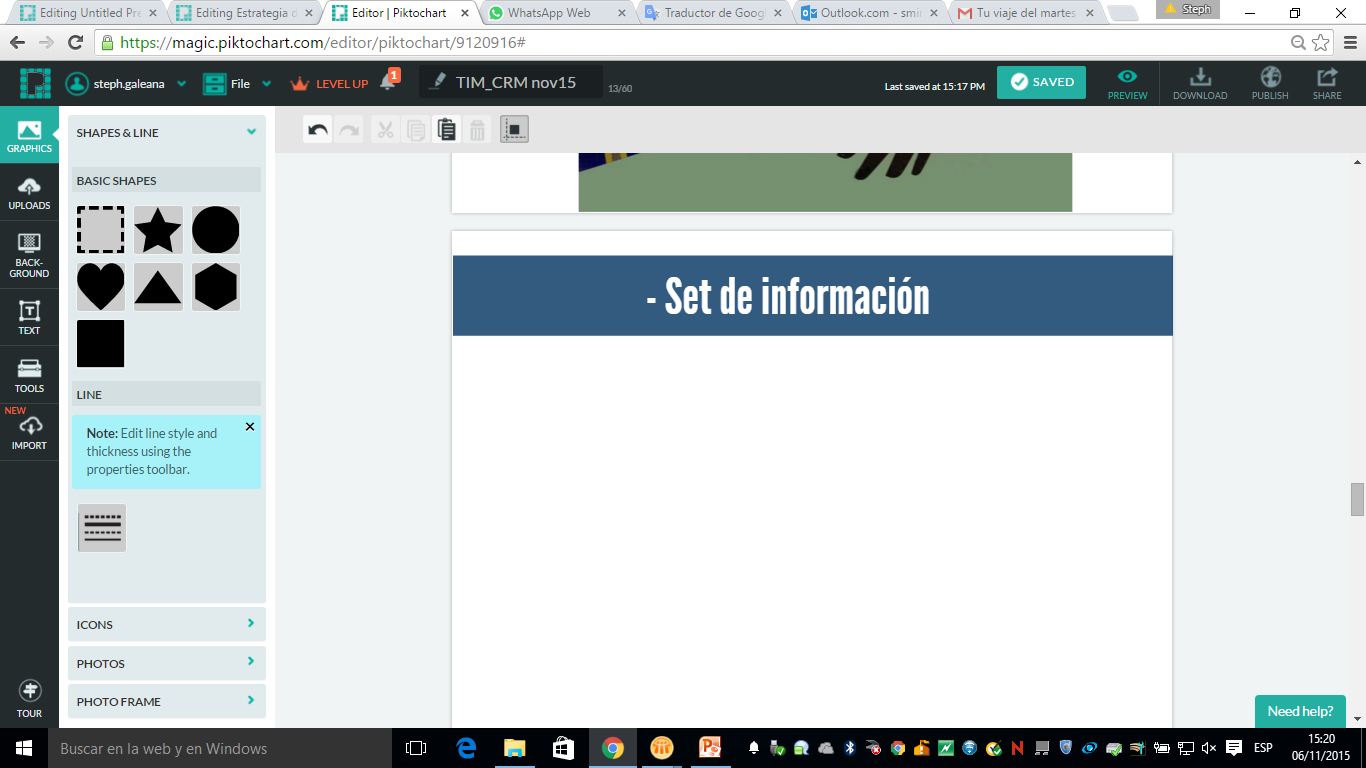 Editing Untitled Pre
Editing Estrategia d
Editor | Piktochart
WhatsApp Web
Traductor de Goog
Outlook.com - smir
Tu viaje del martes
Steph
https://magic.piktochart.com/editor/piktochart/9120916#
steph.galeana
File
LEVEL UP
1
TIM_CRM nov15
13/60
Last saved at 15:17 PM
SAVED
PREVIEW
DOWNLOAD
PUBLISH
SHARE
GRAPHICS
UPLOADS
BACK-
GROUND
TEXT
TOOLS
NEW
IMPORT
TOUR
SHAPES & LINE
BASIC SHAPES
LINE
Note: Edit line style and
thickness using the
properties toolbar.
ICONS
PHOTOS
PHOTO FRAME
- Set de información
Need help?
Buscar en la web y en Windows
ESP
15:20
06/11/2015